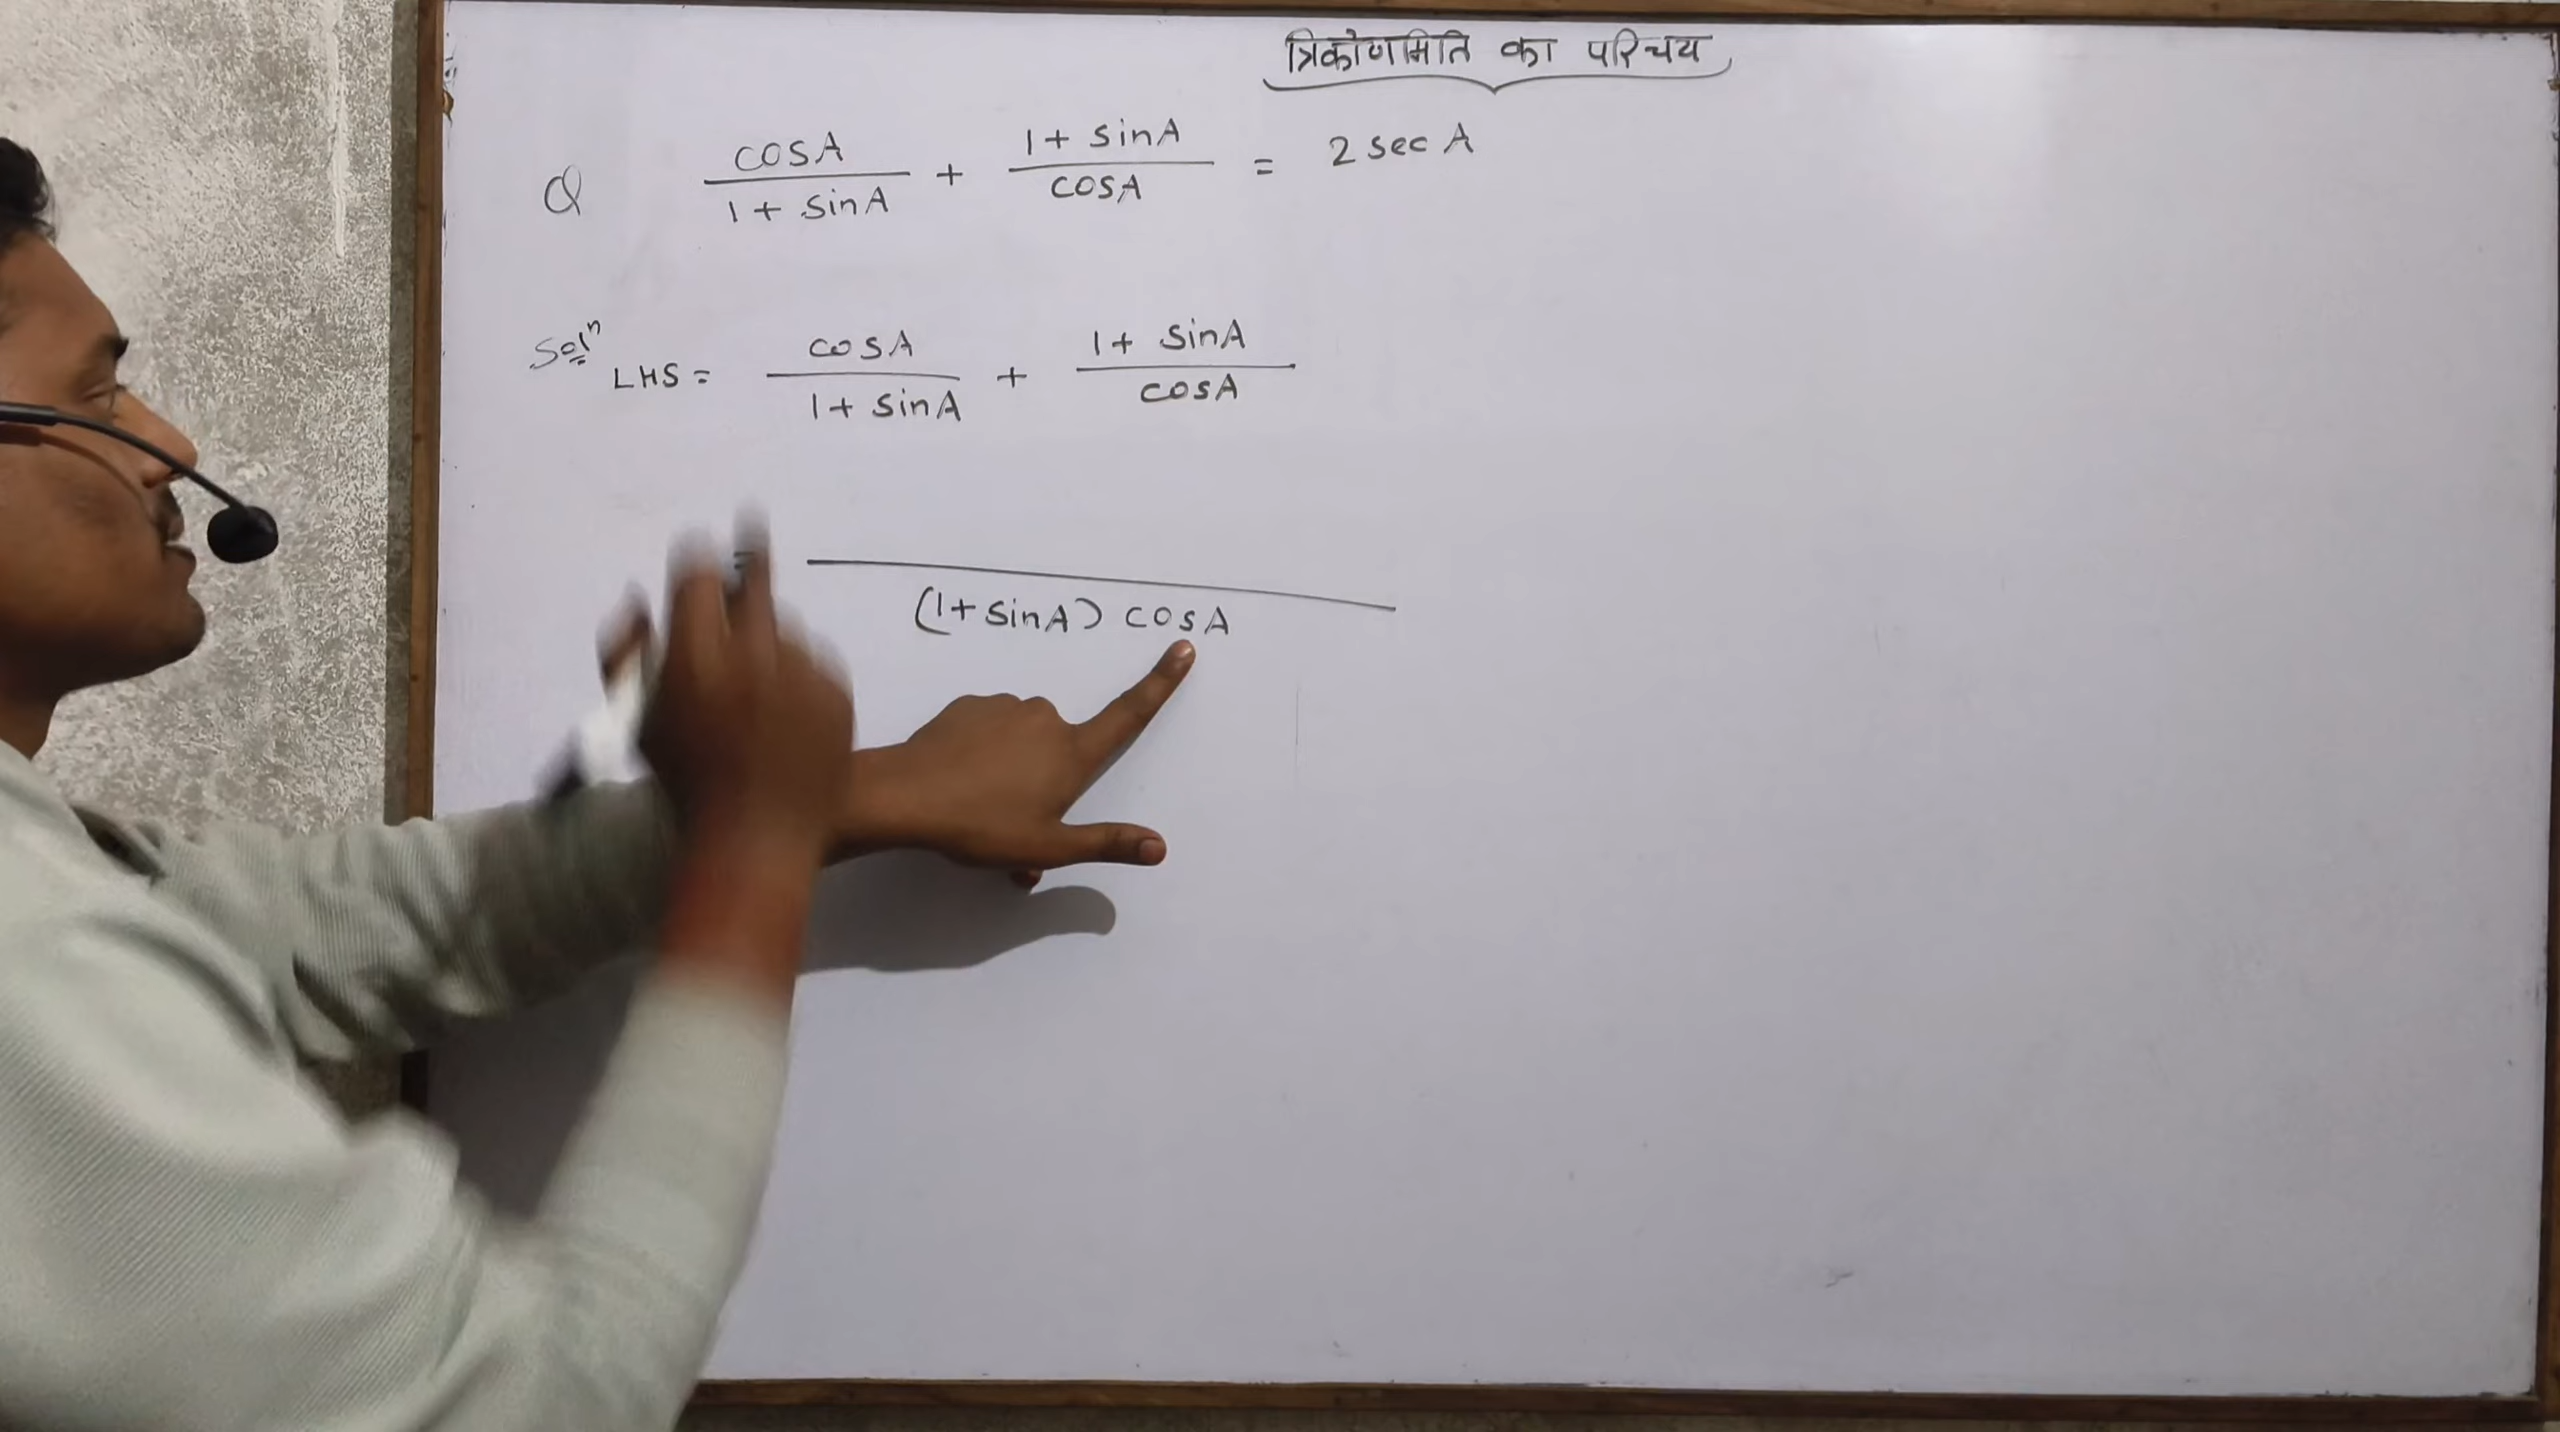 त्रिकोणमिति का परिचय
Q cosA / 1 + sinA + 1 + sinA / cosA = 2 sec A
Solⁿ LHS = cosA / 1 + sinA + 1 + sinA / cosA
= / (1 + sinA) cosA